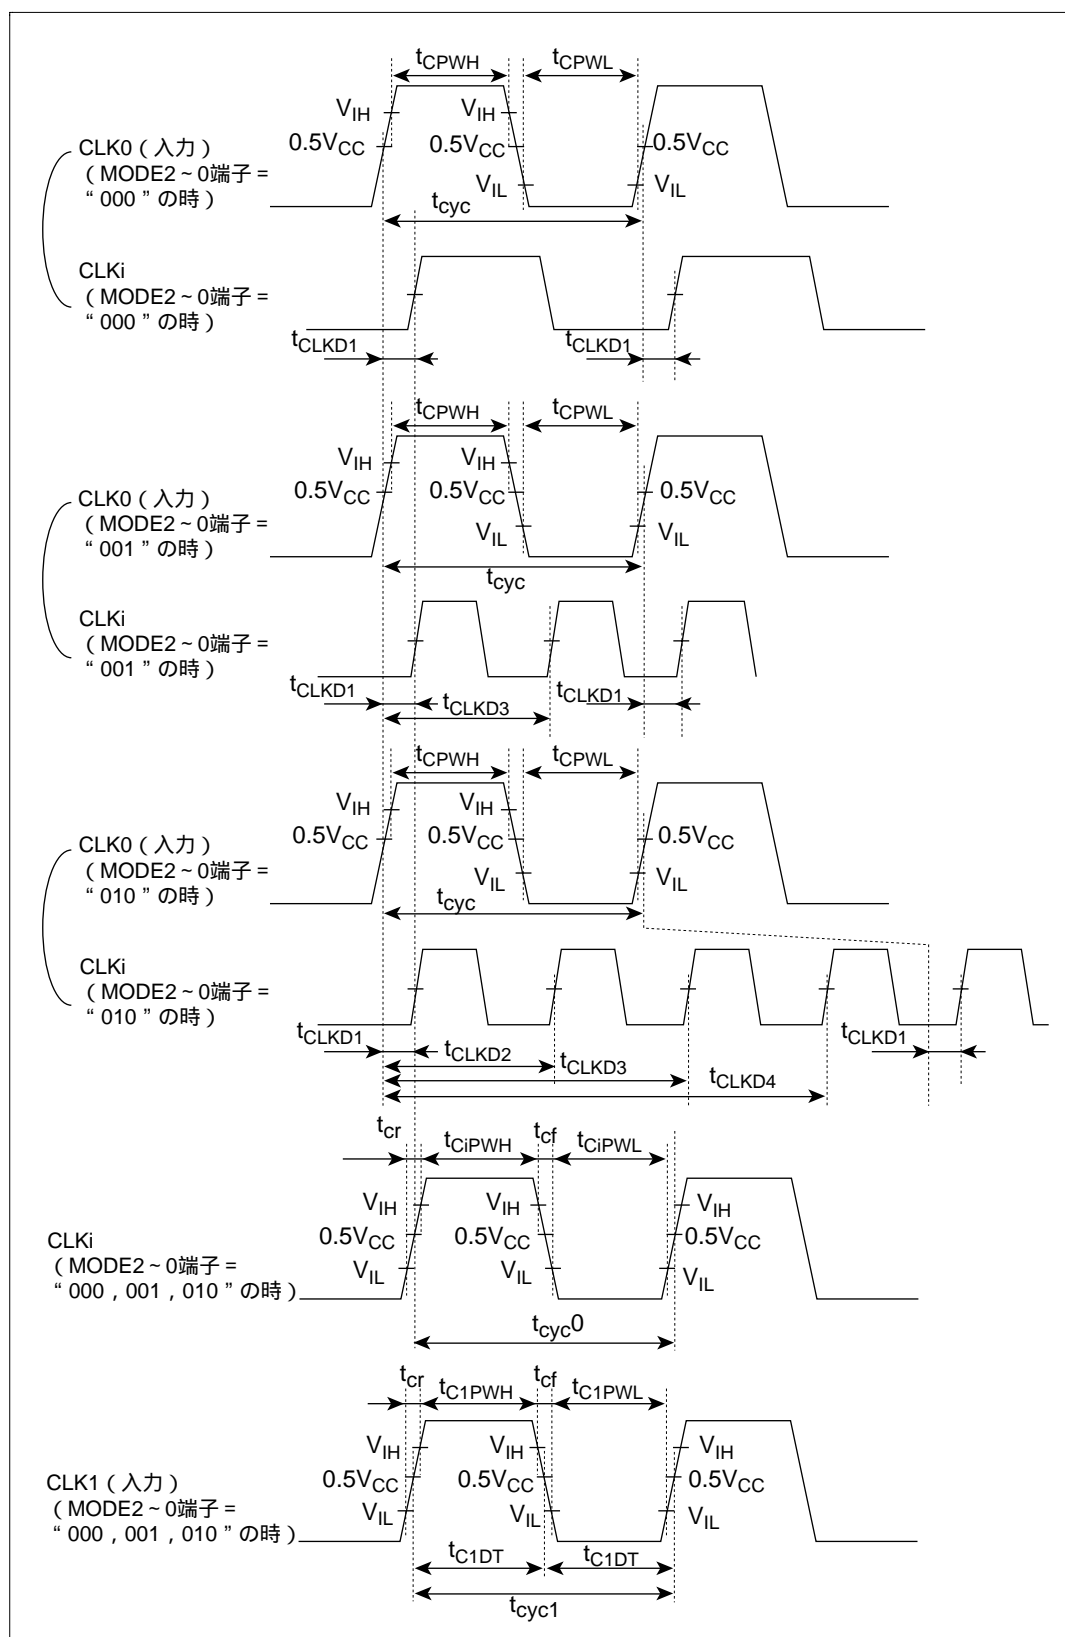 tCPWH tCPWL
VIH VIH
CLK0（入力） 0.5VCC 0.5VCC 0.5VCC
（MODE2～0端子＝ VIL VIL
“000”の時） tcyc
CLKi
（MODE2～0端子＝
“000”の時）
tCLKD1 tCLKD1
tCPWH tCPWL
VIH VIH
CLK0（入力） 0.5VCC 0.5VCC 0.5VCC
（MODE2～0端子＝ VIL VIL
“001”の時）
tcyc
CLKi
（MODE2～0端子＝
“001”の時）
tCLKD1 tCLKD3 tCLKD1
tCPWH tCPWL
VIH VIH
CLK0（入力） 0.5VCC 0.5VCC 0.5VCC
（MODE2～0端子＝ VIL VIL
“010”の時） tcyc
CLKi
（MODE2～0端子＝
“010”の時）
tCLKD1 tCLKD2 tCLKD1
tCLKD3
tCLKD4
tcr tCiPWH tcf tCiPWL
VIH VIH VIH
CLKi 0.5VCC 0.5VCC 0.5VCC
（MODE2～0端子＝ VIL VIL VIL
“000，001，010”の時）
tcyc0
tcr tC1PWH tcf tC1PWL
VIH VIH VIH
CLK1（入力） 0.5VCC 0.5VCC 0.5VCC
（MODE2～0端子＝ VIL VIL VIL
“000，001，010”の時）
tC1DT tC1DT
tcyc1